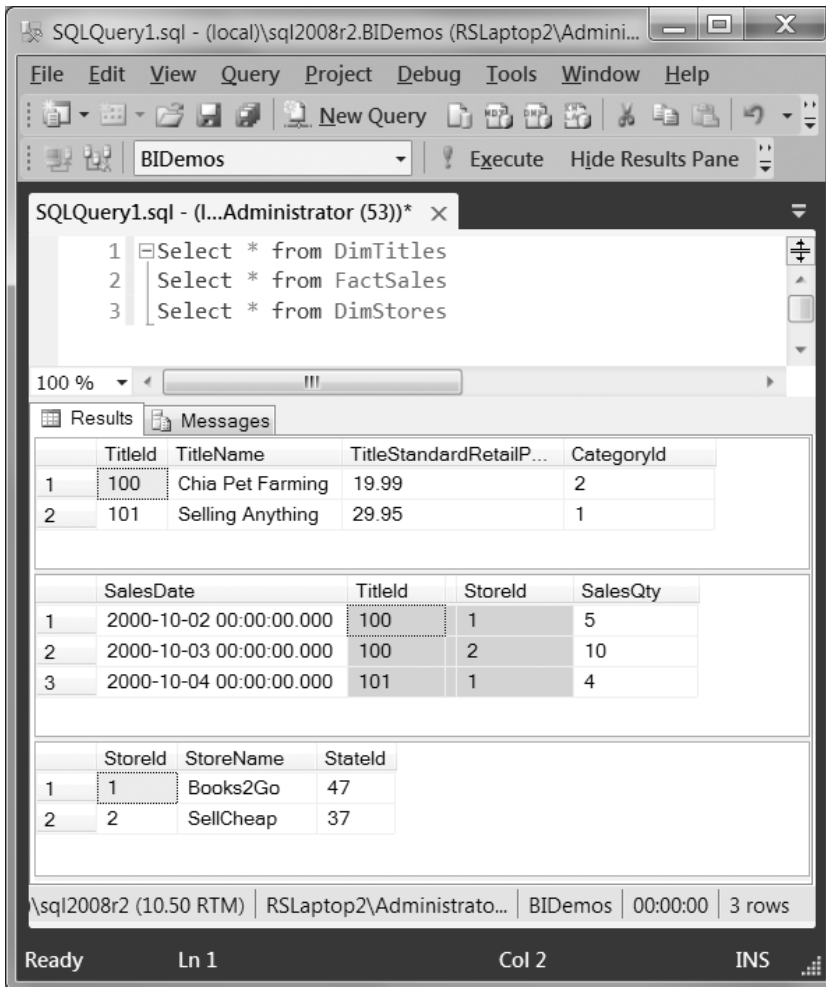 SQLQuery1.sql - (local)\sql2008r2.BIDemos (RSLaptop2\Admini...
File Edit View Query Project Debug Tools Window Help
New Query
BIDemos Execute Hide Results Pane
SQLQuery1.sql - (l...Administrator (53))*
1 Select * from DimTitles
2 Select * from FactSales
3 Select * from DimStores
100 %
Results Messages
TitleId TitleName TitleStandardRetailP... CategoryId
1 100 Chia Pet Farming 19.99 2
2 101 Selling Anything 29.95 1
SalesDate TitleId StoreId SalesQty
1 2000-10-02 00:00:00.000 100 1 5
2 2000-10-03 00:00:00.000 100 2 10
3 2000-10-04 00:00:00.000 101 1 4
StoreId StoreName StateId
1 1 Books2Go 47
2 2 SellCheap 37
)\sql2008r2 (10.50 RTM) RSLaptop2\Administrato... BIDemos 00:00:00 3 rows
Ready Ln 1 Col 2 INS